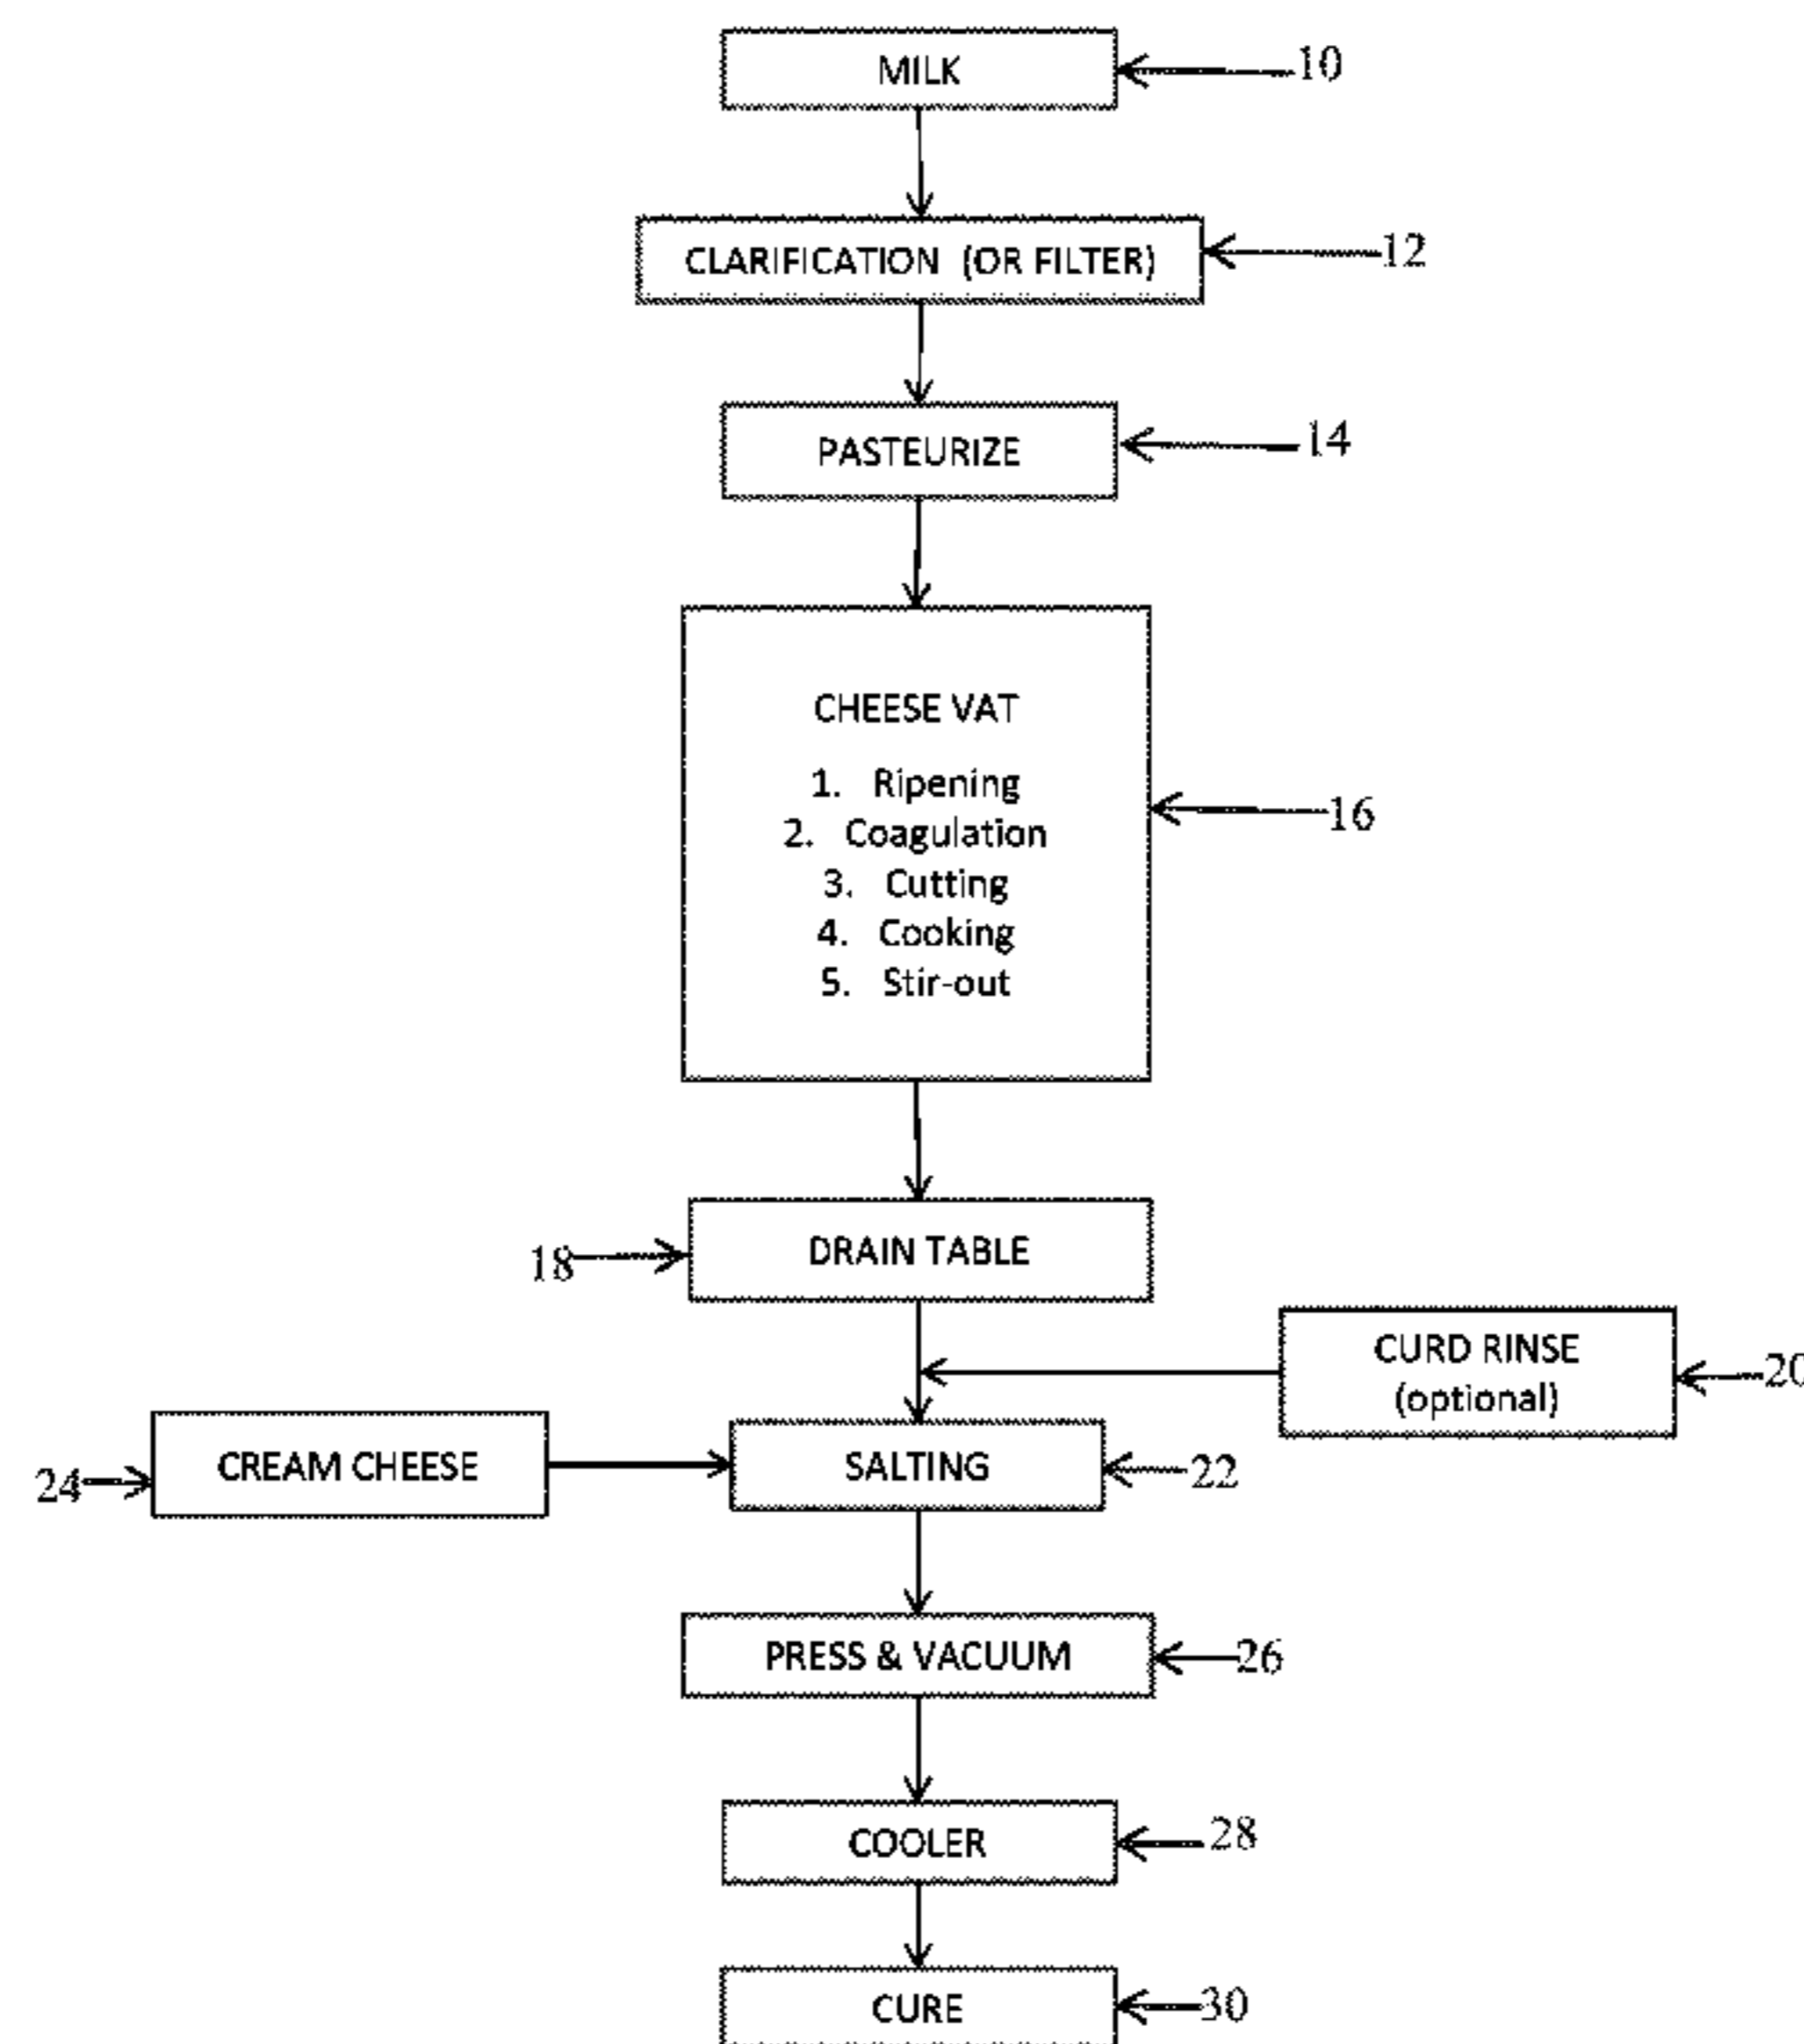 MILK
10
CLARIFICATION (OR FILTER)
12
PASTEURIZE
14
CHEESE VAT
1. Ripening
2. Coagulation
3. Cutting
4. Cooking
5. Stir-out
16
18
DRAIN TABLE
CURD RINSE
(optional)
20
24
CREAM CHEESE
SALTING
22
PRESS & VACUUM
26
COOLER
28
CURE
30